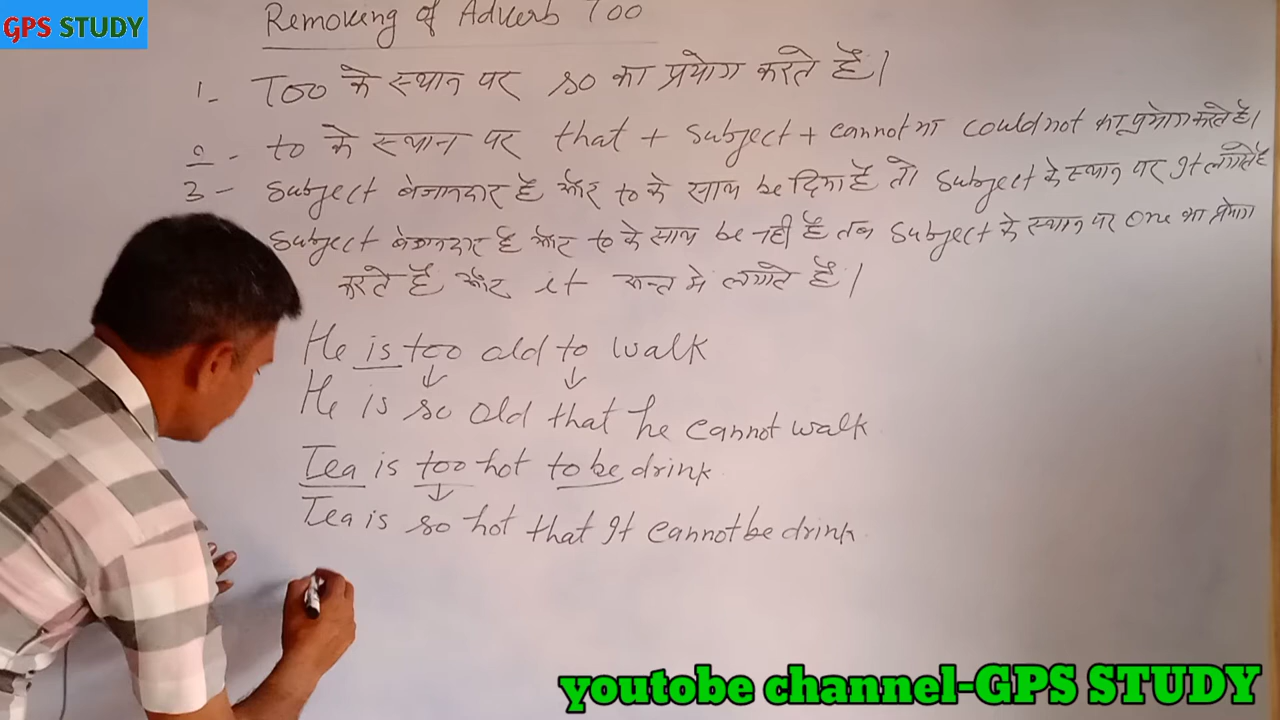 GPS STUDY
Removing of Adverb Too
1- Too के स्थान पर so का प्रयोग करते है।
2- to के स्थान पर that + subject + cannot या could not का प्रयोग करते है।
3- subject बेजानदार है और to के साथ be दिया है तो subject के स्थान पर It लगाते है
subject बेजानदार है और to के साथ be नही है तब subject के स्थान पर one का प्रयोग
करते है और it अन्त मे लगाते है।
He is too old to walk
He is so old that he cannot walk
Tea is too hot to be drink
Tea is so hot that It cannot be drink
youtobe channel-GPS STUDY